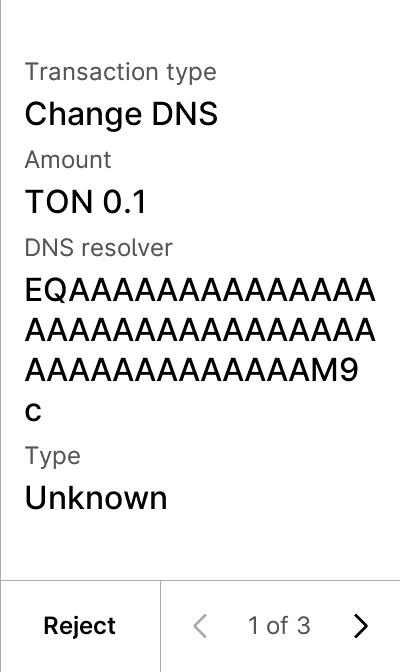 Transaction type
Change DNS
Amount
TON 0.1
DNS resolver
EQAAAAAAAAAAAAAA
AAAAAAAAAAAAAAAA
AAAAAAAAAAAAAM9
c
Type
Unknown
Reject
1 of 3